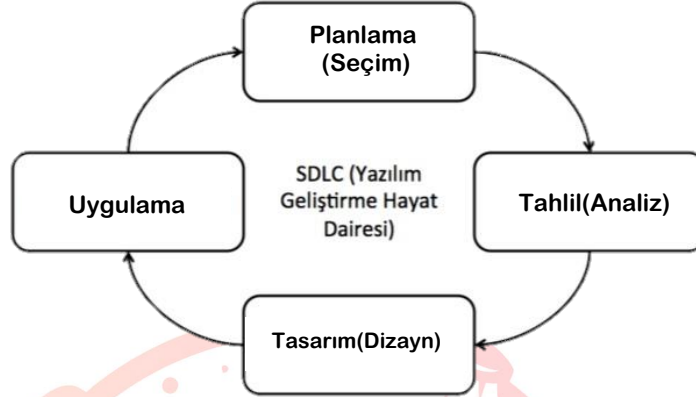 Planlama
(Seçim)
SDLC (Yazılım
Geliştirme Hayat
Dairesi)
Uygulama
Tahlil(Analiz)
Tasarım(Dizayn)